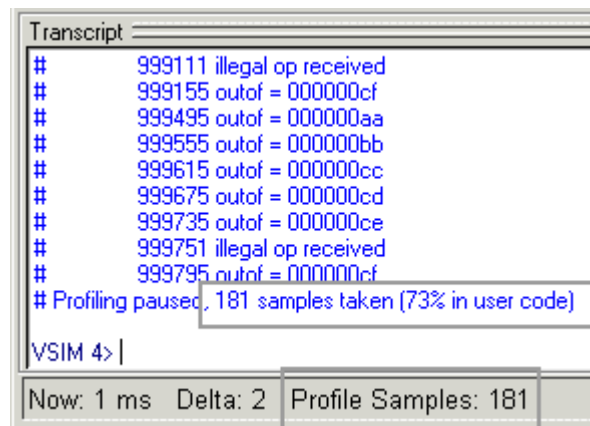 Transcript
# 999111 illegal op received
# 999155 outof = 000000cf
# 999495 outof = 000000aa
# 999555 outof = 000000bb
# 999615 outof = 000000cc
# 999675 outof = 000000cd
# 999735 outof = 000000ce
# 999751 illegal op received
# 999795 outof = 000000cf
# Profiling paused, 181 samples taken (73% in user code)
VSIM 4>
Now: 1 ms Delta: 2 Profile Samples: 181